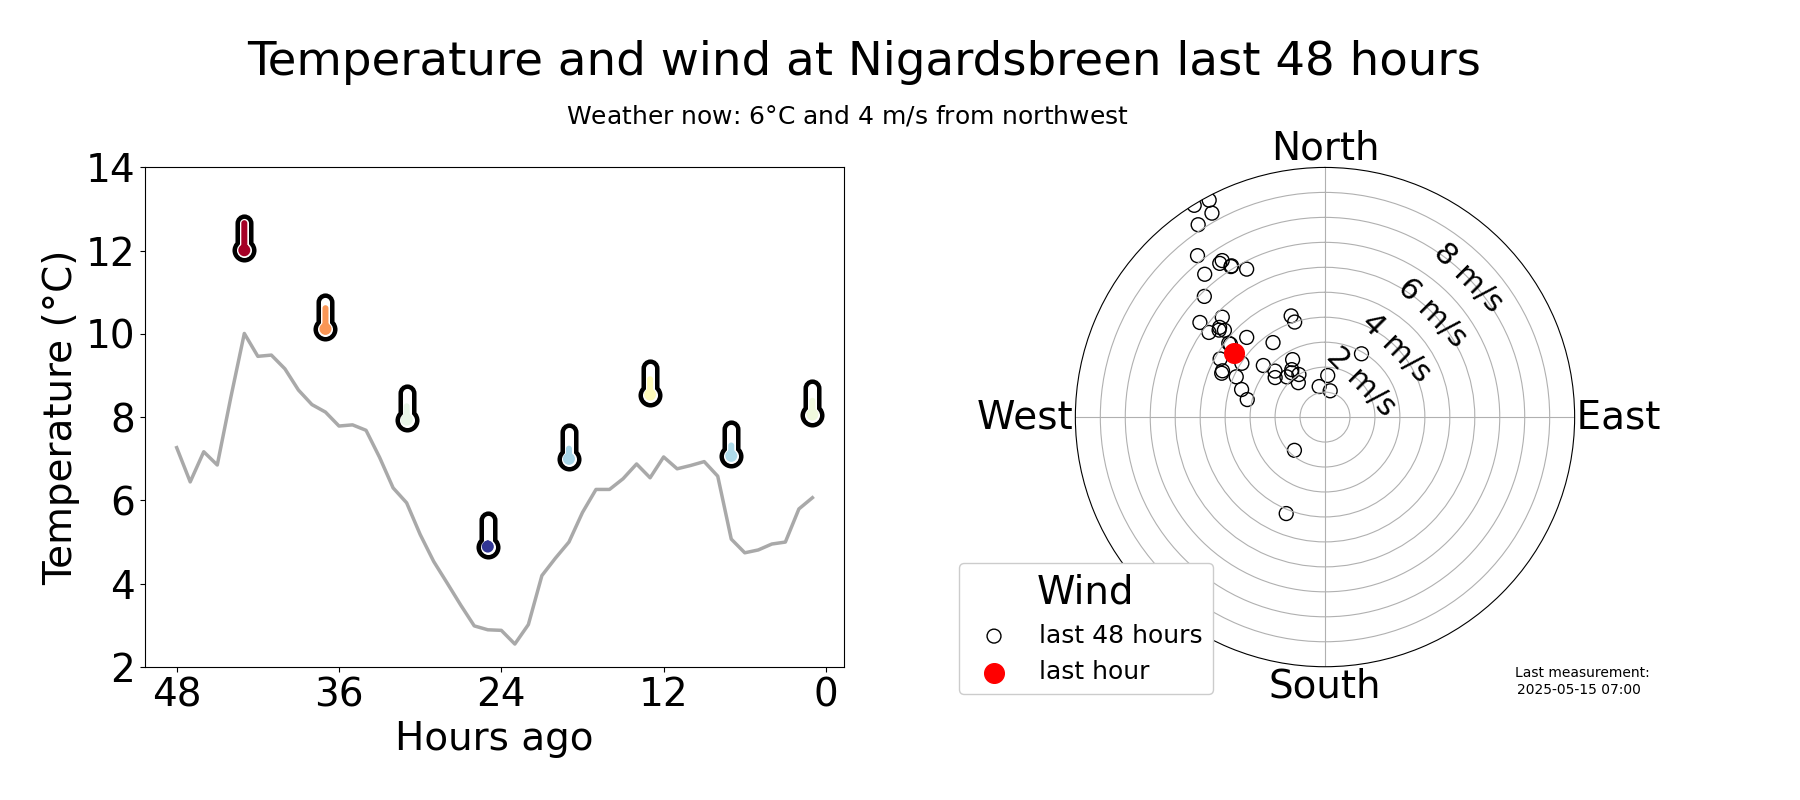 Temperature and wind at Nigardsbreen last 48 hours
Weather now: 6°C and 4 m/s from northwest
Temperature (°C)
14
12
10
8
6
4
2
48 36 24 12 0
Hours ago
North
West
East
South
8 m/s
6 m/s
4 m/s
2 m/s
Wind
last 48 hours
last hour
Last measurement:
2025-05-15 07:00